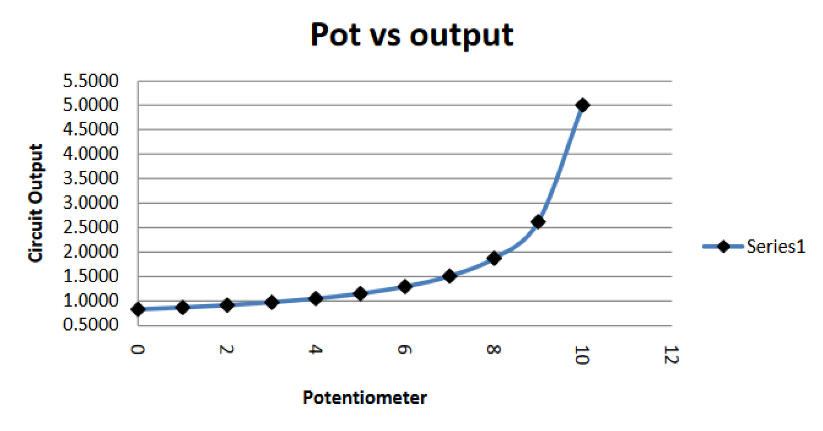 Pot vs output
5.5000
5.0000
4.5000
4.0000
3.5000
3.0000
2.5000
2.0000
1.5000
1.0000
0.5000
Circuit Output
0 2 4 6 8 10 12
Potentiometer
Series1